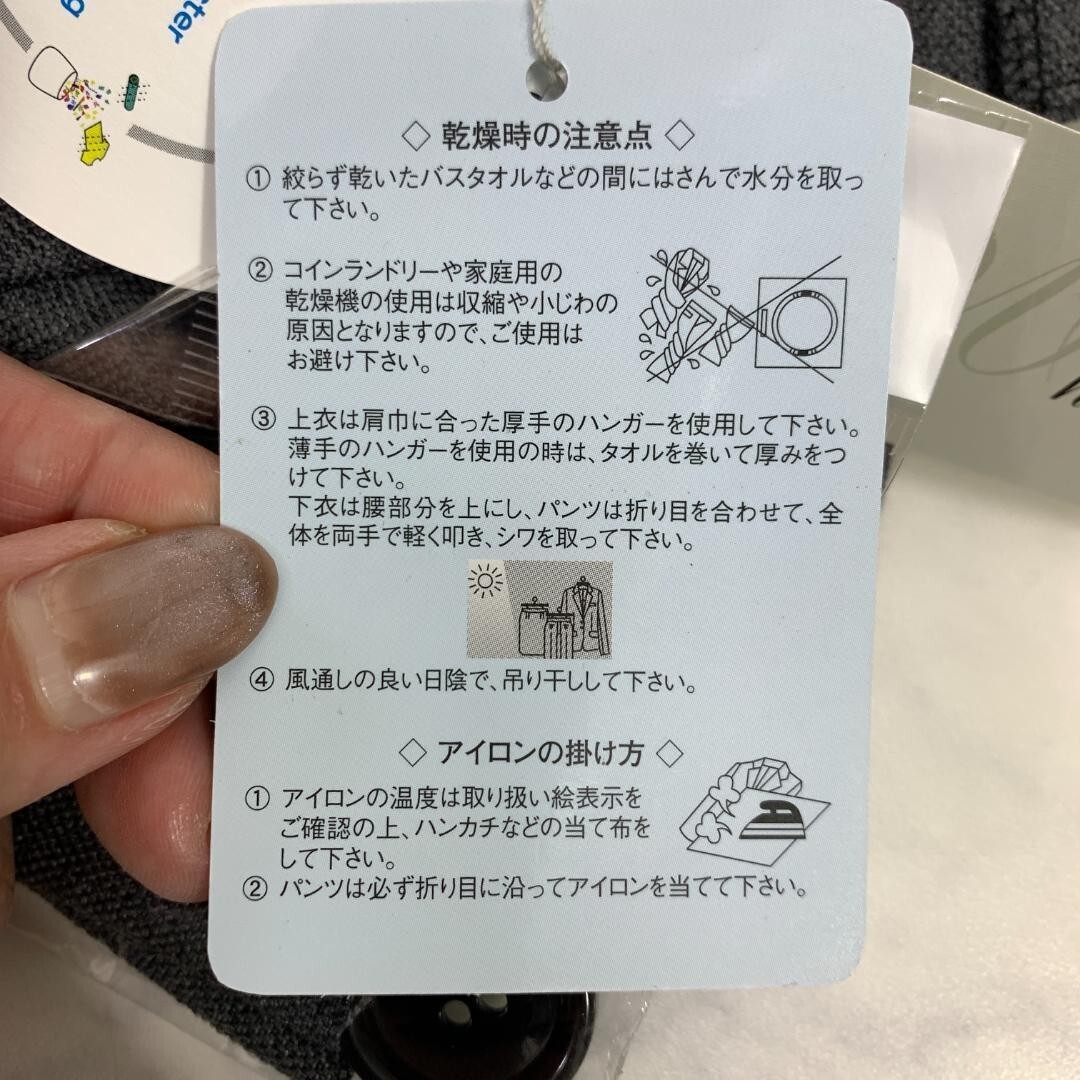 ◇ 乾燥時の注意点 ◇
① 絞らず乾いたバスタオルなどの間にはさんで水分を取っ
て下さい。
② コインランドリーや家庭用の
乾燥機の使用は収縮や小じわの
原因となりますので、ご使用は
お避け下さい。
③ 上衣は肩巾に合った厚手のハンガーを使用して下さい。
薄手のハンガーを使用の時は、タオルを巻いて厚みをつ
けて下さい。
下衣は腰部分を上にし、パンツは折り目を合わせて、全
体を両手で軽く叩き、シワを取って下さい。
④ 風通しの良い日陰で、吊り干しして下さい。
◇ アイロンの掛け方 ◇
① アイロンの温度は取り扱い絵表示を
ご確認の上、ハンカチなどの当て布を
して下さい。
② パンツは必ず折り目に沿ってアイロンを当てて下さい。